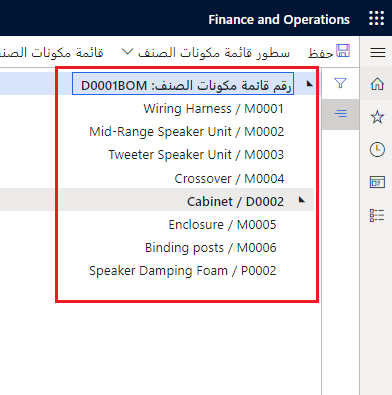 Finance and Operations
حفظ سطور قائمة مكونات الصنف قائمة مكونات الصن
رقم قائمة مكونات الصنف: D0001BOM
Wiring Harness / M0001
Mid-Range Speaker Unit / M0002
Tweeter Speaker Unit / M0003
Crossover / M0004
Cabinet / D0002
Enclosure / M0005
Binding posts / M0006
Speaker Damping Foam / P0002